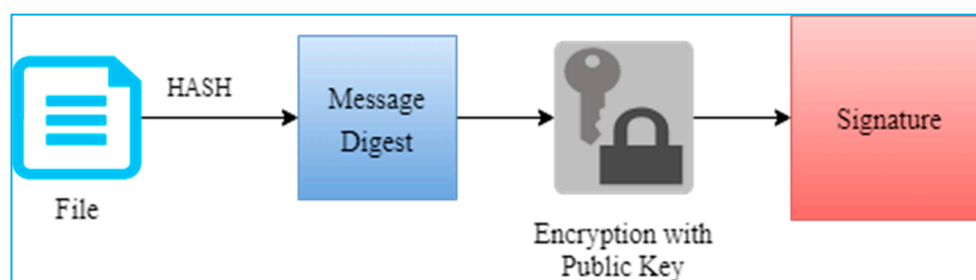 File
HASH
Message
Digest
Encryption with
Public Key
Signature